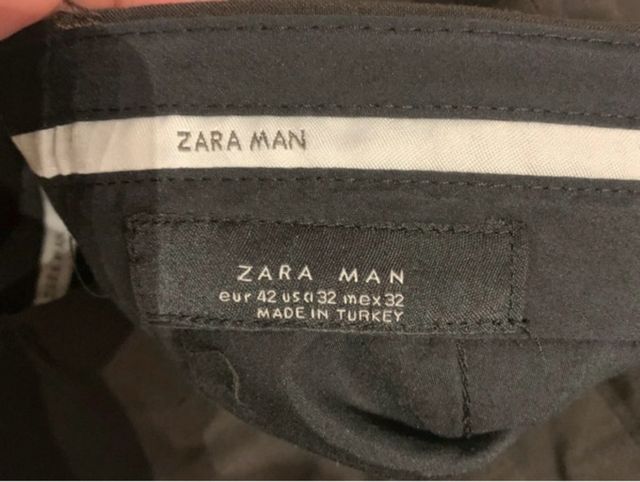 ZARA MAN
ZARA MAN
eur 42 usa 32 mex 32
MADE IN TURKEY